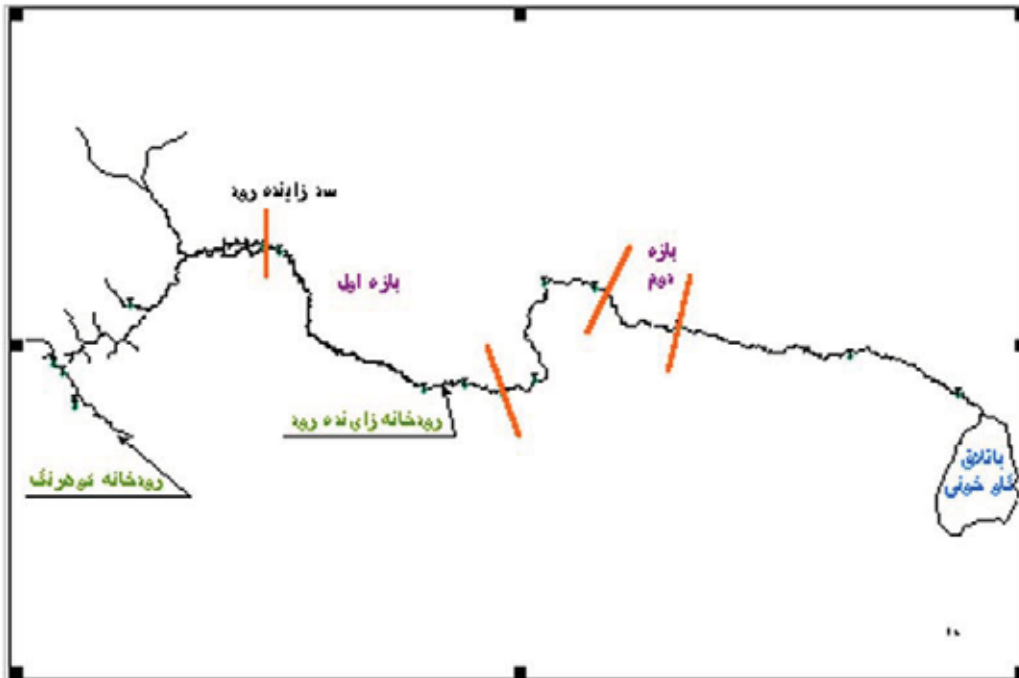 سد زاینده رود
بازه
دوم
بازه اول
رودخانه زاینده رود
باتلاق
گاو خونی
رودخانه کوهرنگ